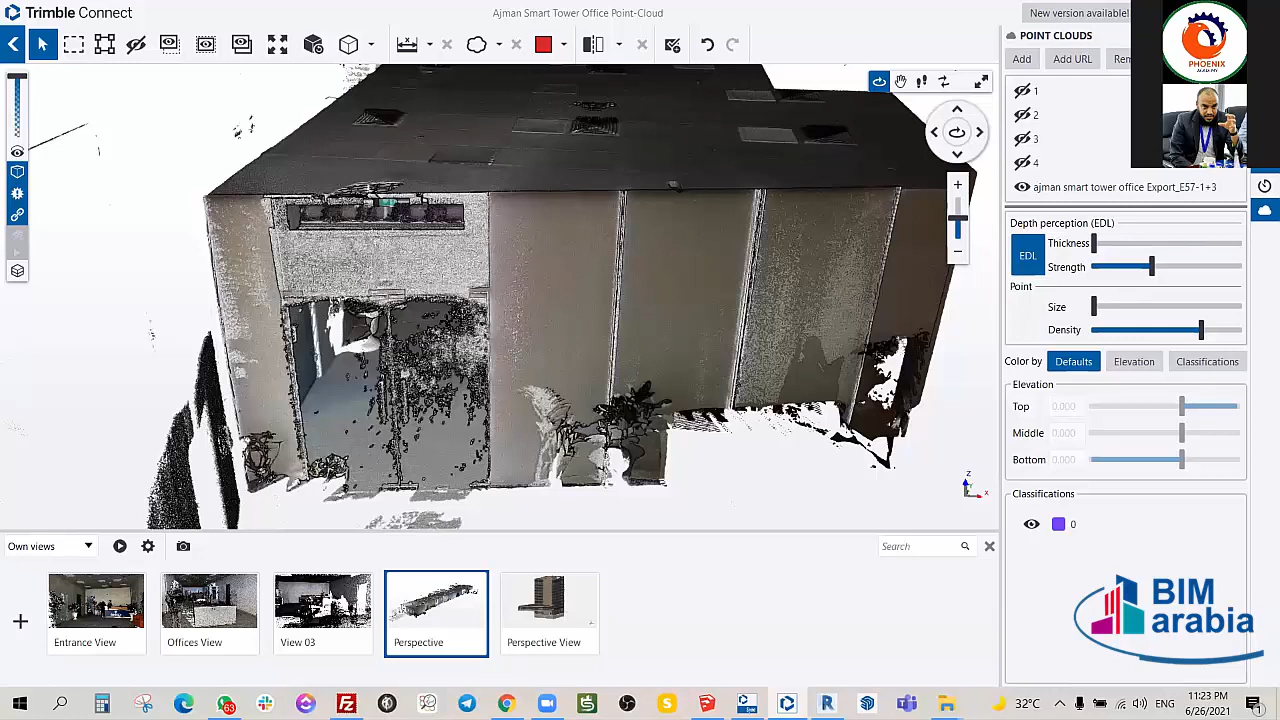 Trimble Connect
Ajman Smart Tower Office Point-Cloud
New version available!
PHOENIX
ACADEMY
POINT CLOUDS
Add
Add URL
Rem
1
2
3
4
ajman smart tower office Export_E57-1+3
Depth perception (EDL)
EDL
Thickness
Strength
Point
Size
Density
Color by
Defaults
Elevation
Classifications
Elevation
Top 0.000
Middle 0.000
Bottom 0.000
Classifications
0
z
x
Own views
Search
Entrance View
Offices View
View 03
Perspective
Perspective View
BIM
arabia
63
32°C
ENG
11:23 PM
6/26/2021